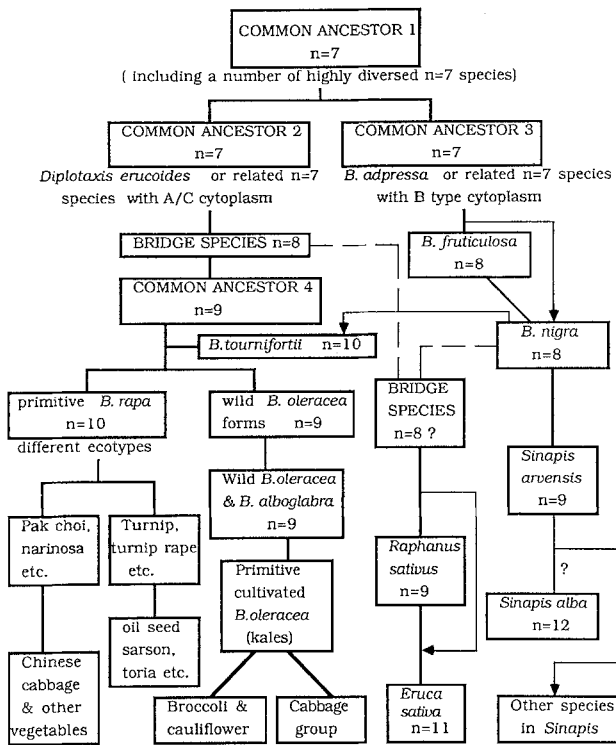 COMMON ANCESTOR 1
n=7
( including a number of highly diversed n=7 species)
COMMON ANCESTOR 2
n=7
COMMON ANCESTOR 3
n=7
Diplotaxis erucoides or related n=7
species with A/C cytoplasm
B. adpressa or related n=7 species
with B type cytoplasm
BRIDGE SPECIES n=8
B. fruticulosa
n=8
COMMON ANCESTOR 4
n=9
B.tournifortii n=10
B. nigra
n=8
primitive B. rapa
n=10
different ecotypes
wild B. oleracea
forms n=9
BRIDGE
SPECIES
n=8 ?
Wild B.oleracea
& B. alboglabra
n=9
Sinapis
arvensis
n=9
Pak choi,
narinosa
etc.
Turnip,
turnip rape
etc.
Primitive
cultivated
B.oleracea
(kales)
Raphanus
sativus
n=9
?
Sinapis alba
n=12
oil seed
sarson,
toria etc.
Chinese
cabbage
& other
vegetables
Broccoli &
cauliflower
Cabbage
group
Eruca
sativa
n=11
Other species
in Sinapis